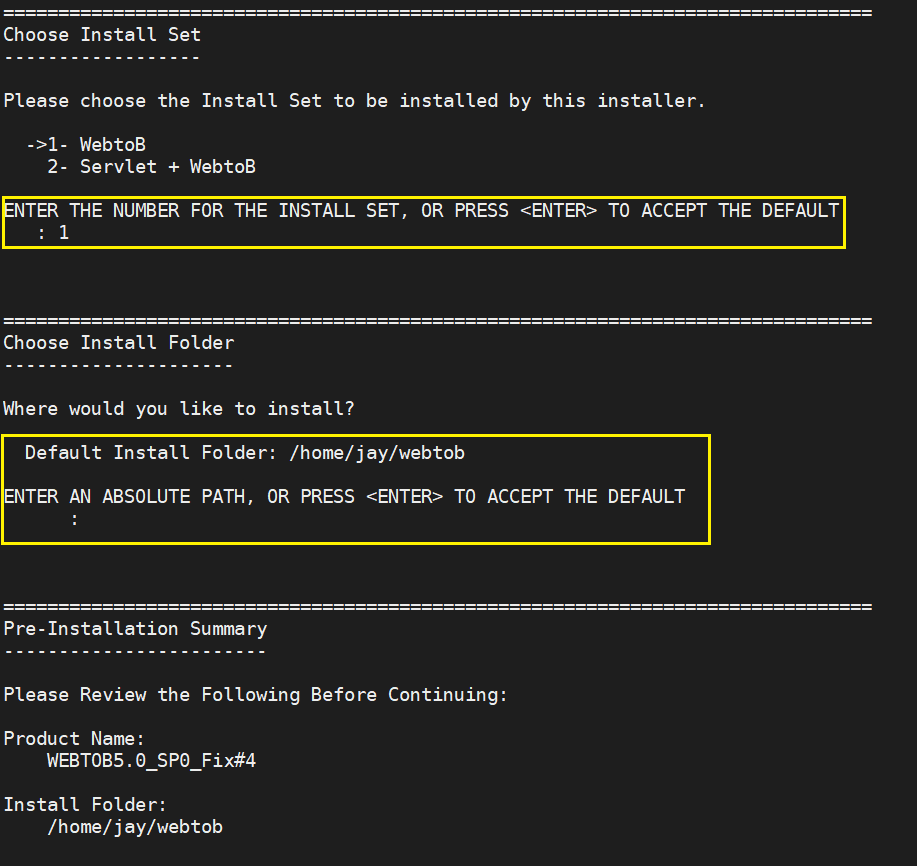 ===============================================================================
Choose Install Set
------------------
Please choose the Install Set to be installed by this installer.
->1- WebtoB
2- Servlet + WebtoB
ENTER THE NUMBER FOR THE INSTALL SET, OR PRESS <ENTER> TO ACCEPT THE DEFAULT
: 1
===============================================================================
Choose Install Folder
---------------------
Where would you like to install?
Default Install Folder: /home/jay/webtob
ENTER AN ABSOLUTE PATH, OR PRESS <ENTER> TO ACCEPT THE DEFAULT
:
===============================================================================
Pre-Installation Summary
------------------------
Please Review the Following Before Continuing:
Product Name:
WEBTOB5.0_SP0_Fix#4
Install Folder:
/home/jay/webtob